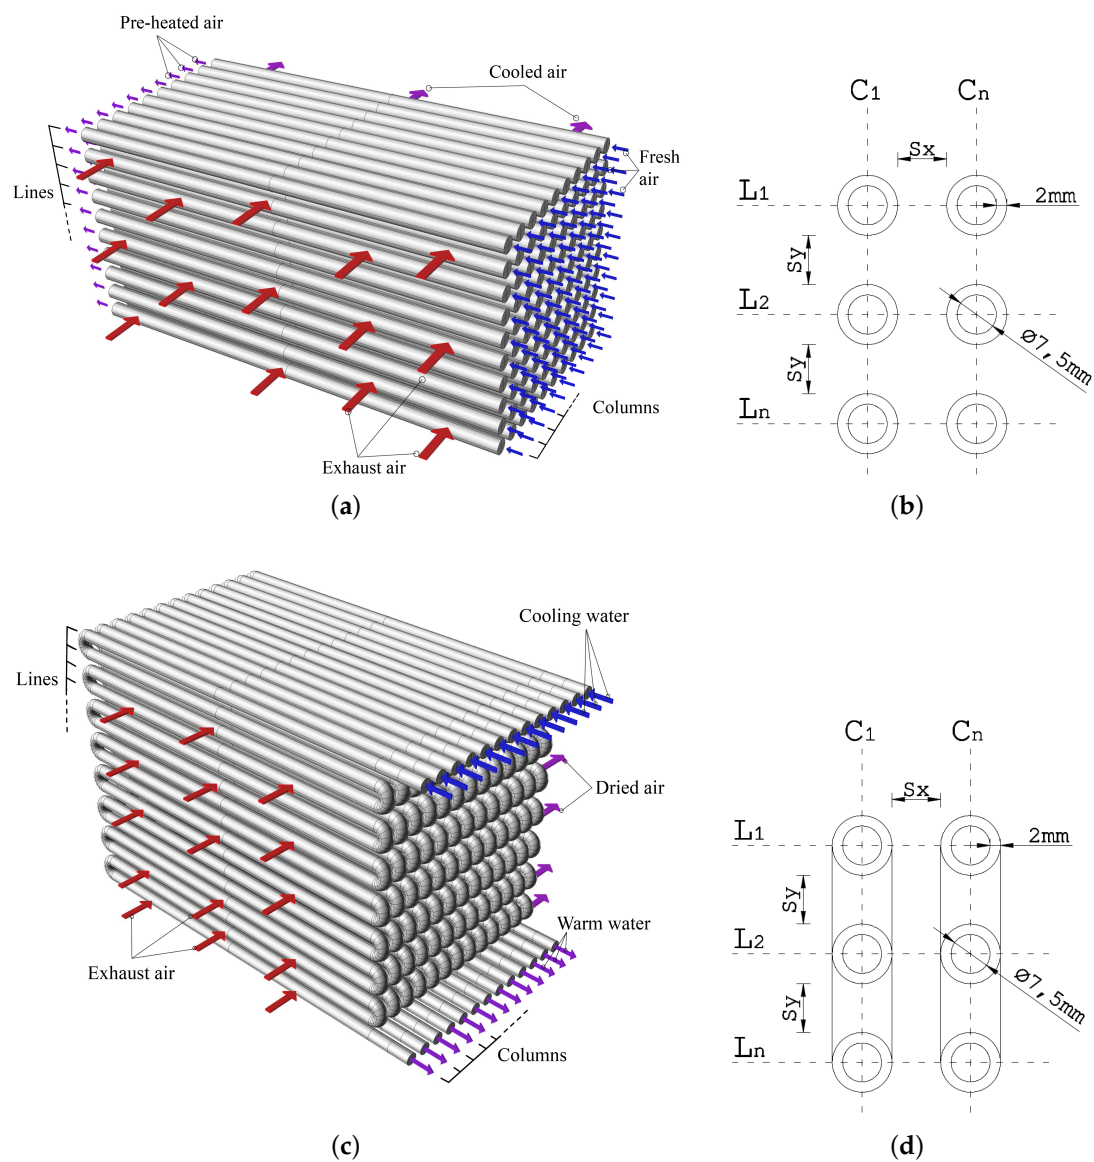 Pre-heated air
Cooled air
Fresh
air
Lines
Columns
Exhaust air
(a)
C1 Cn
Sx
L1
2mm
Sy
L2
Sy
Ø7,5mm
Ln
(b)
Cooling water
Lines
Dried air
Warm water
Exhaust air
Columns
(c)
C1 Cn
Sx
L1
2mm
Sy
L2
Sy
Ø7,5mm
Ln
(d)